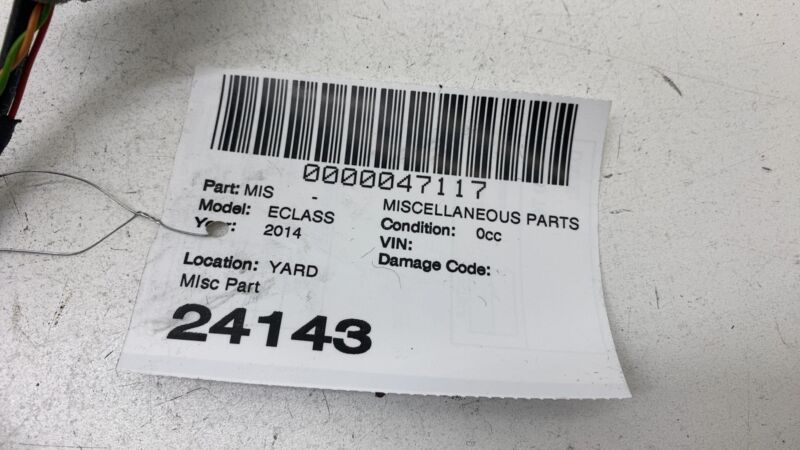 0000047117
Part: MIS - MISCELLANEOUS PARTS
Model: ECLASS Condition: 0cc
Year: 2014 VIN:
Location: YARD Damage Code:
MIsc Part
24143